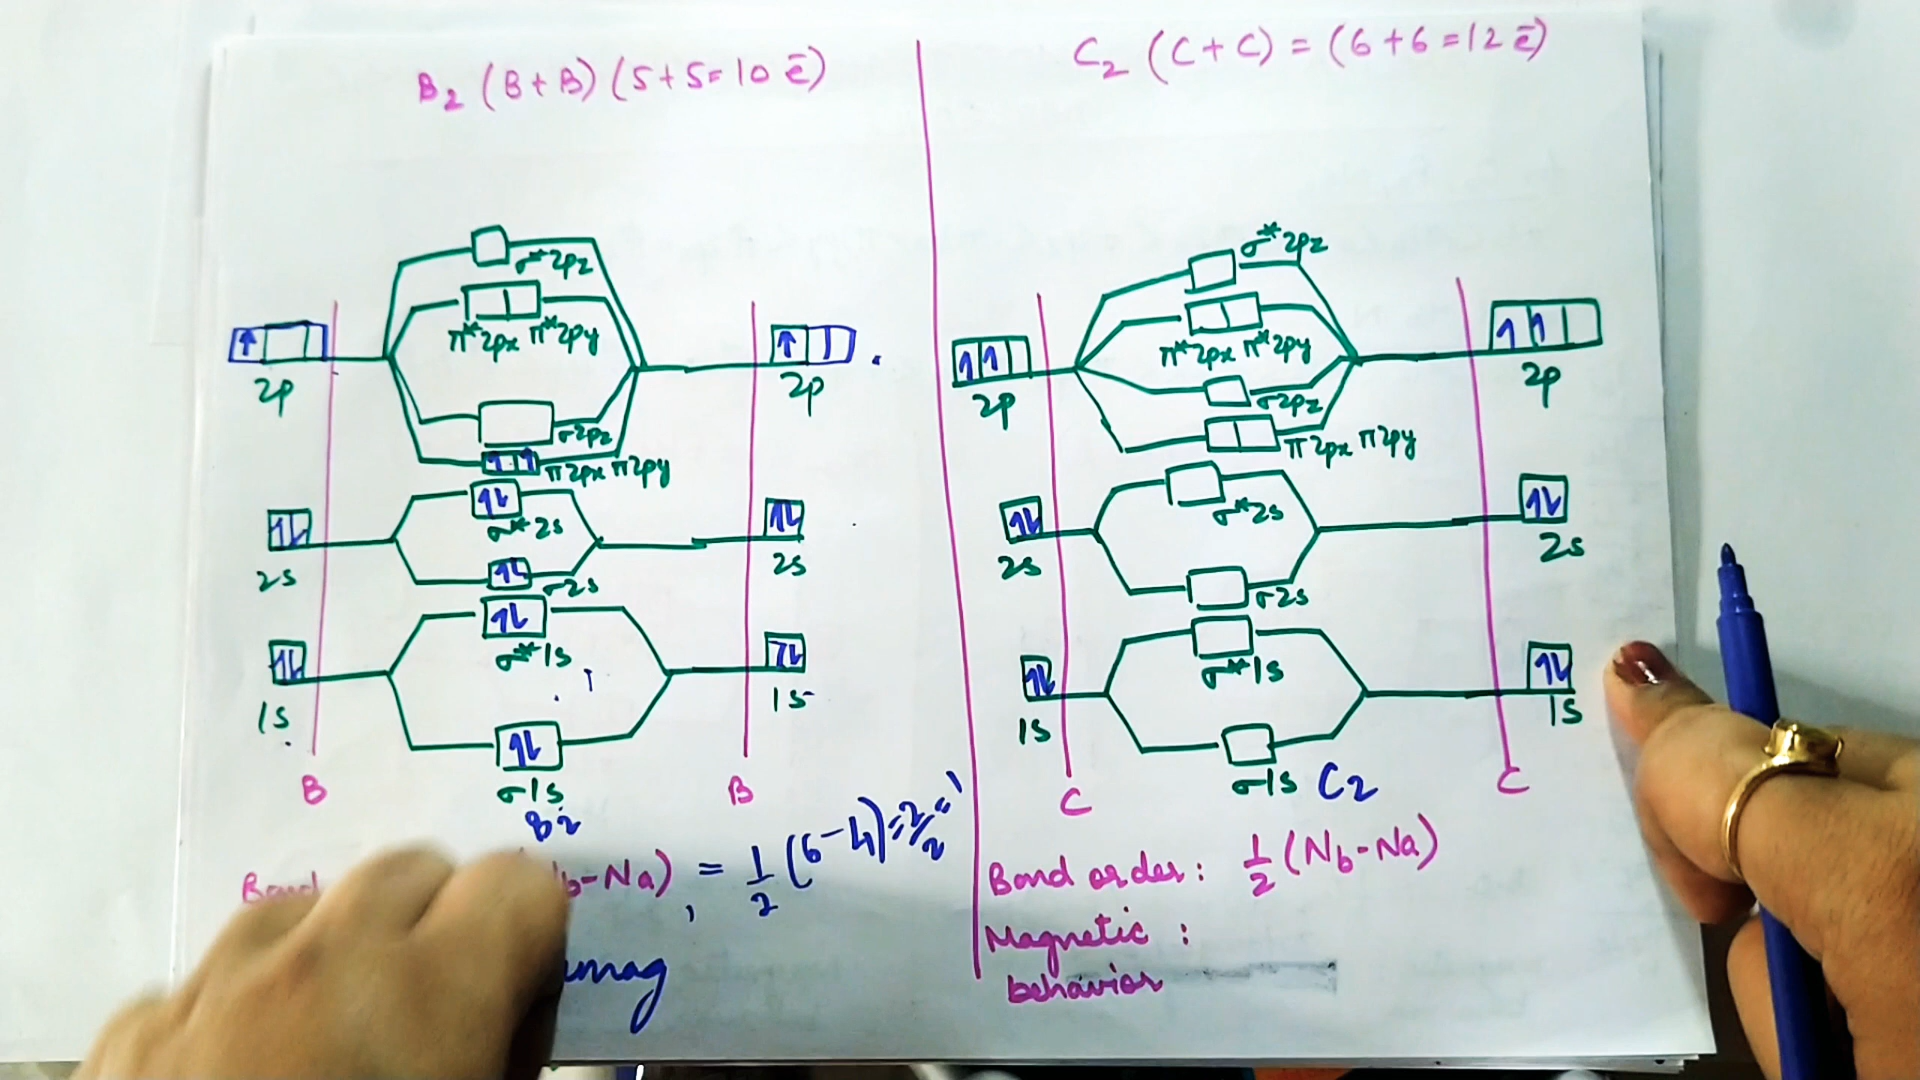 B₂ (B+B) (5+5=10 ē)
σ*2pz
π*2px π*2py
2p
2p
σ2pz
π2px π2py
σ*2s
2s
2s
σ2s
σ*1s
1s
1s
σ1s
B
B
B₂
Nb-Na) = 1/2 (6-4) = 2/2 = 1
mag
C₂ (C+C) = (6+6=12 ē)
σ*2pz
π*2px π*2py
2p
2p
σ2pz
π2px π2py
σ*2s
2s
2s
σ2s
σ*1s
1s
1s
σ1s
C₂
C
C
Bond order: 1/2 (Nb-Na)
Magnetic :
behavior